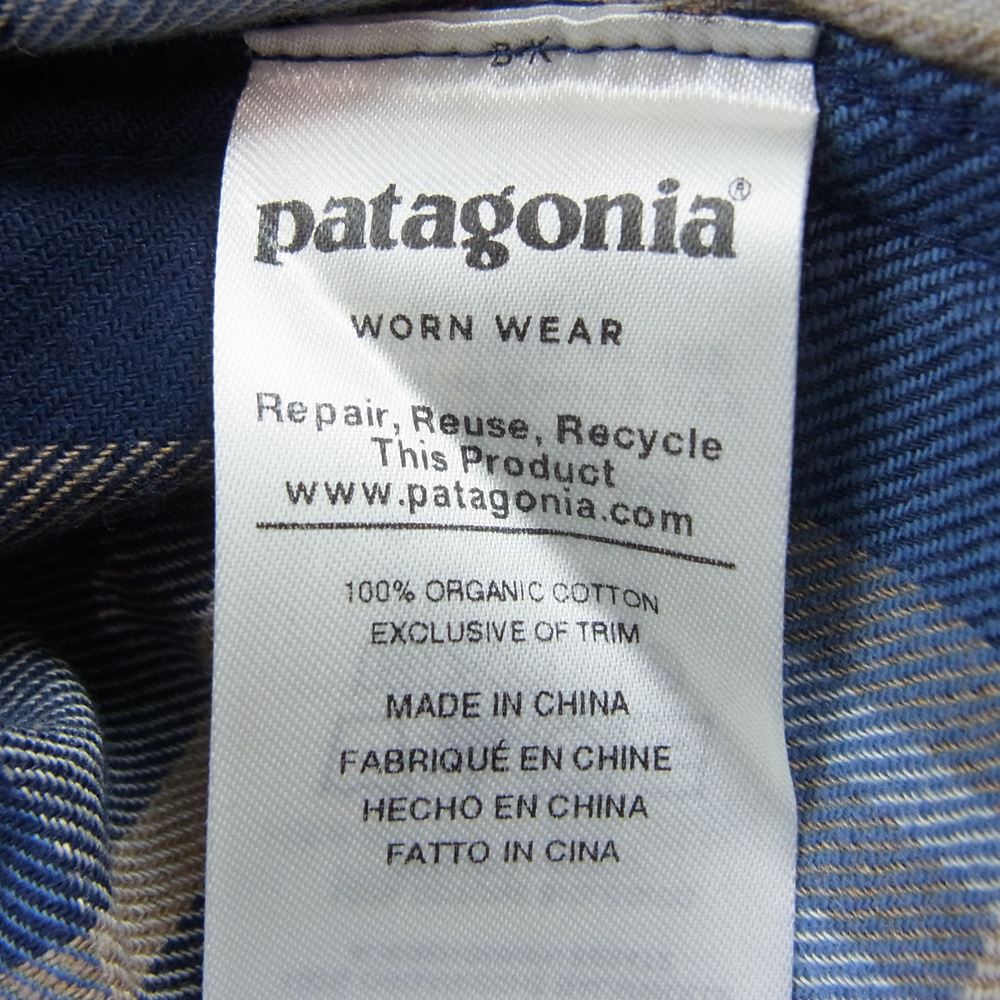 B-K
patagonia®
WORN WEAR
Repair, Reuse, Recycle
This Product
www.patagonia.com
100% ORGANIC COTTON
EXCLUSIVE OF TRIM
MADE IN CHINA
FABRIQUÉ EN CHINE
HECHO EN CHINA
FATTO IN CINA